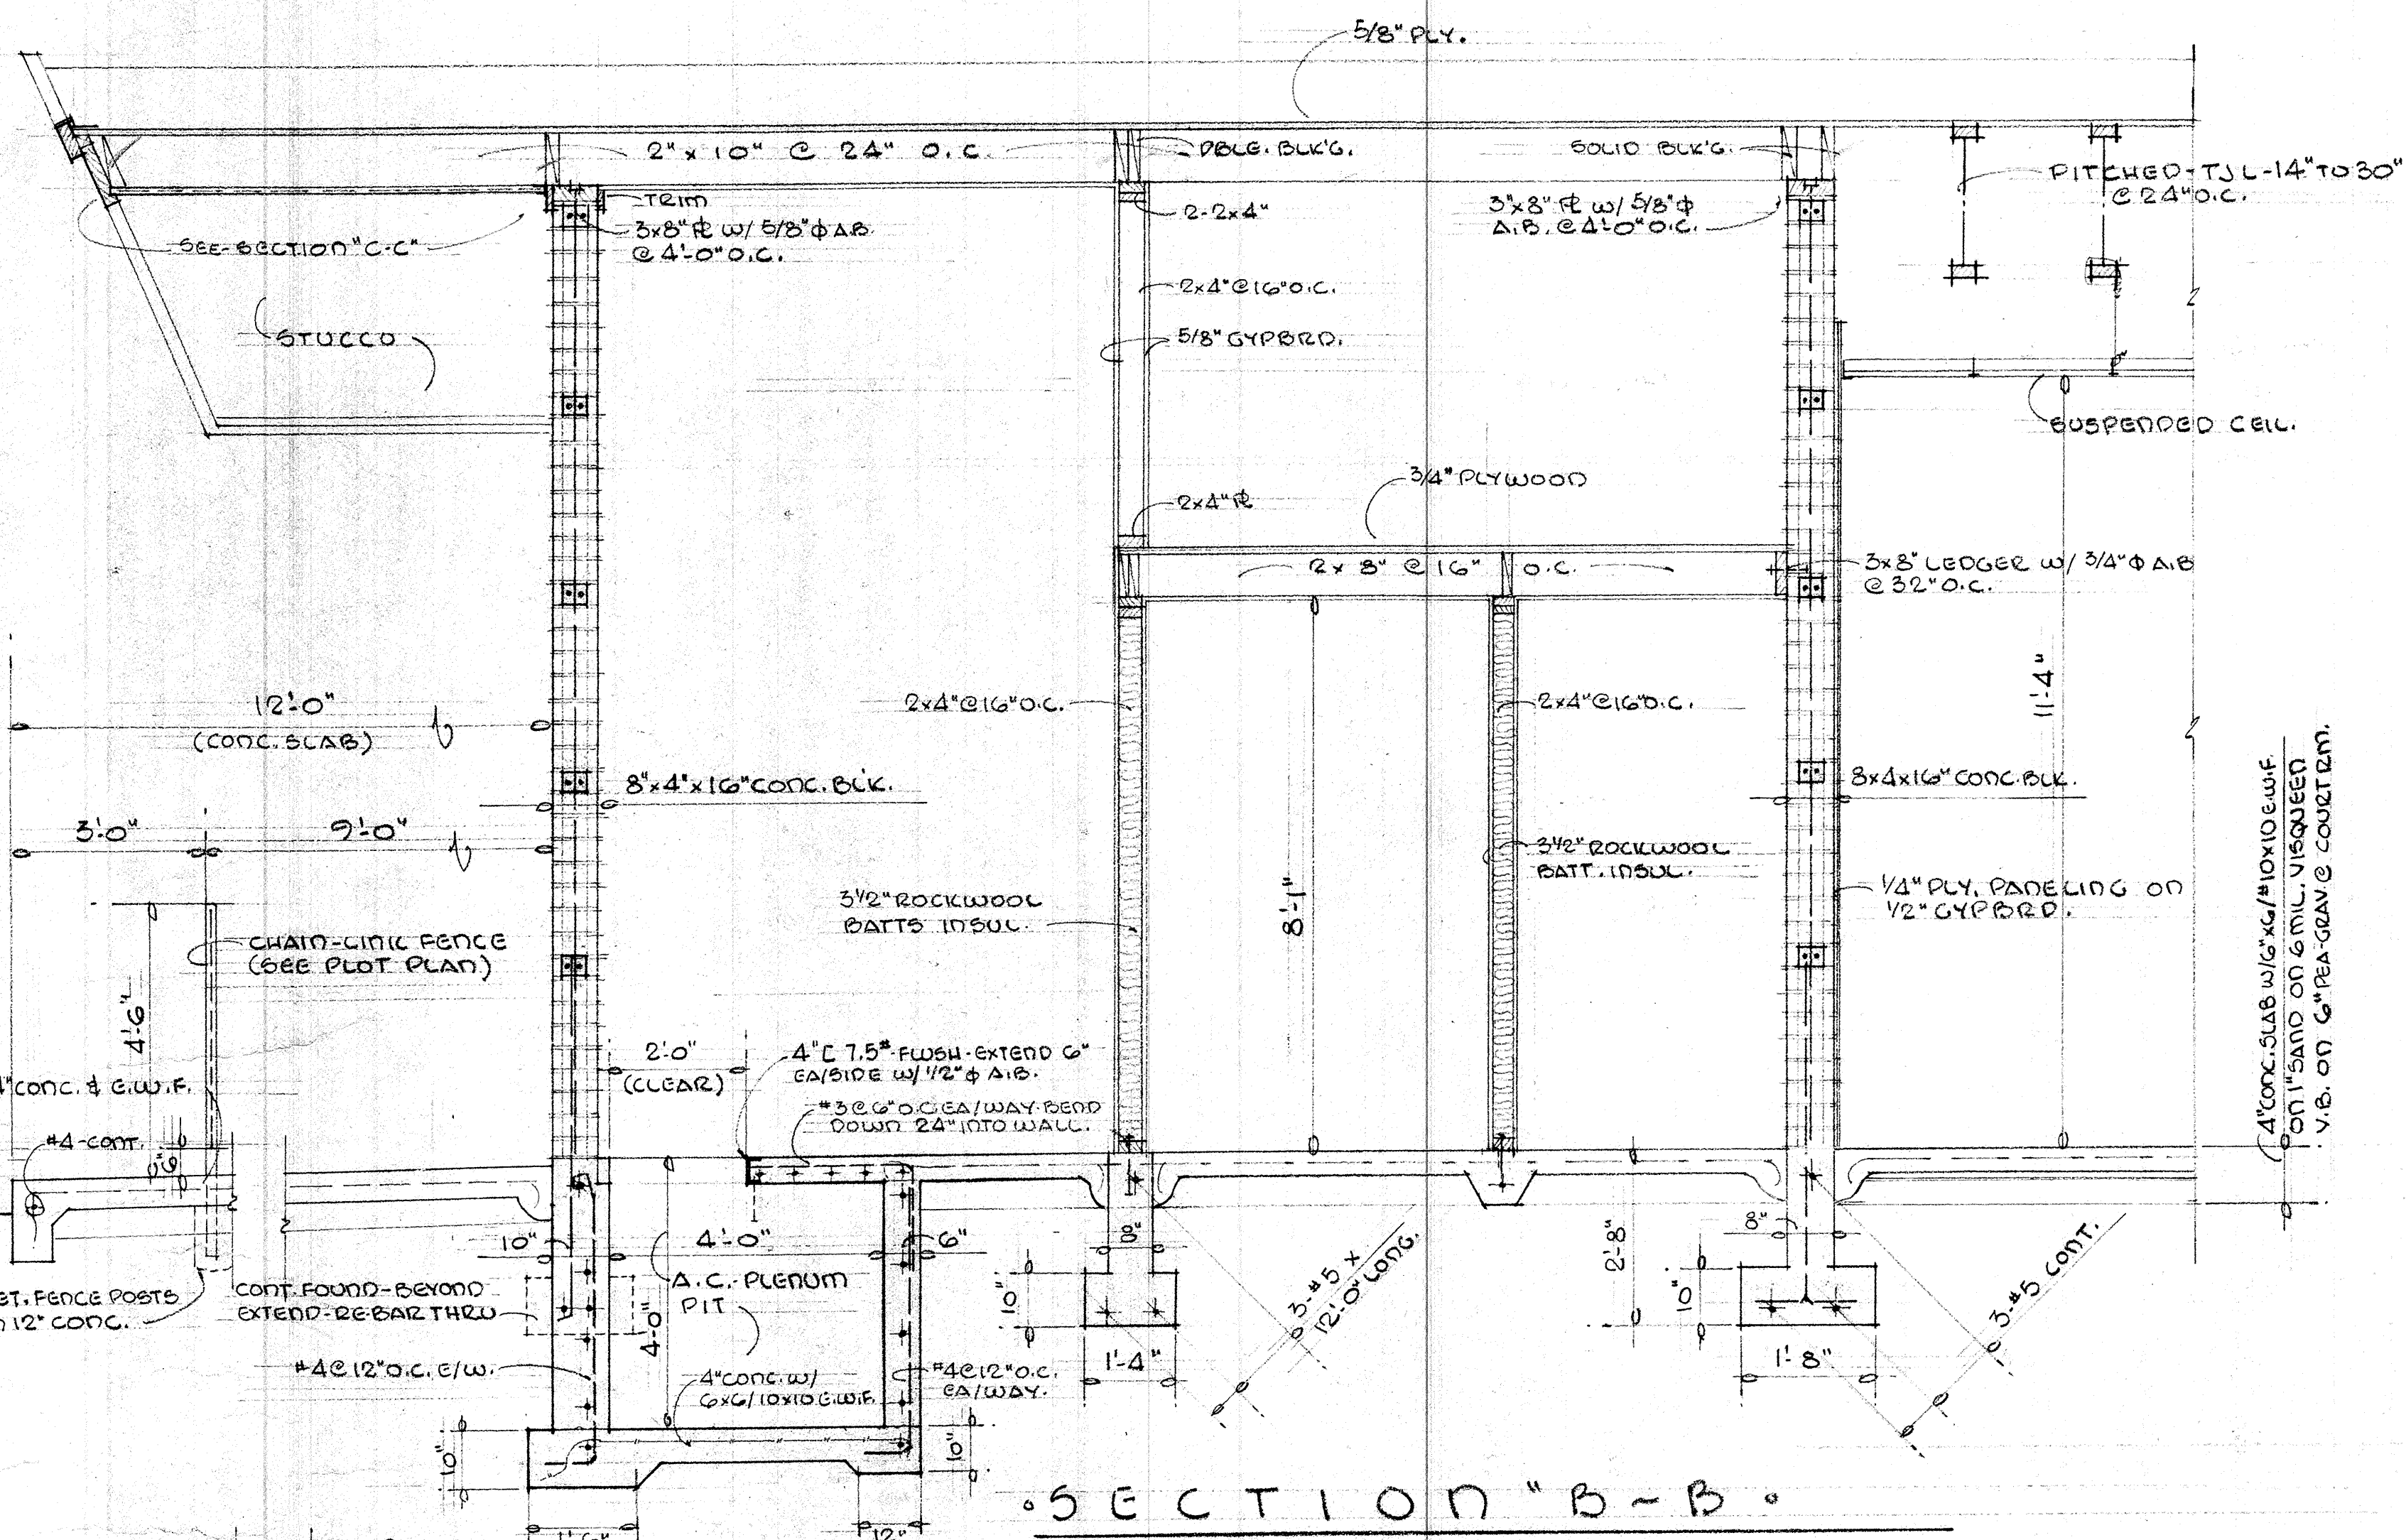 5/8" PLY.
2" x 10" @ 24" O.C.
DBLE. BLK'G.
SOLID BLK'G.
PITCHED-TJL-14" TO 30"
@ 24" O.C.
TRIM
3x8" PL W/ 5/8" Φ A.B.
@ 4'-0" O.C.
2-2x4"
3"x8" PL W/ 5/8" Φ
A.B. @ 4'-0" O.C.
SEE-SECTION "C-C"
2x4" @ 16" O.C.
STUCCO
5/8" GYPBRD.
SUSPENDED CEIL.
3/4" PLYWOOD
2x4" PL
2x 8" @ 16" O.C.
3x8" LEDGER W/ 3/4" Φ A.B
@ 32" O.C.
12'-0"
(CONC. SLAB)
2x4" @ 16" O.C.
2x4" @ 16" O.C.
11'-4"
8"x4"x16" CONC. BLK.
8x4x16" CONC. BLK.
3'-0"
9'-0"
3 1/2" ROCKWOOL
BATT. INSUL.
3 1/2" ROCKWOOL
BATTS INSUL.
8'-1"
1/4" PLY. PANELING ON
1/2" GYPBRD.
4" CONC. SLAB W/6"x6/#10x10 E.W.F.
ON 1" SAND ON 6 MIL. VISQUEEN
V.B. ON 6" PEA-GRAV. @ COURT RM.
CHAIN-LINK FENCE
(SEE PLOT PLAN)
4'-6"
2'-0"
(CLEAR)
4" [ 7.5# FLUSH-EXTEND 6"
EA/SIDE W/ 1/2" Φ A.B.
#3 @ 6" O.C. EA/WAY-BEND
DOWN 24" INTO WALL.
4" CONC. & E.W.F.
#4-CONT.
10"
4'-0"
6"
8"
2'-8"
8"
A.C.-PLENUM
PIT
4'-0"
CONT. FOUND-BEYOND
EXTEND-RE-BAR THRU
FENCE POSTS
12" CONC.
10"
3-#5 x
12'-0" LONG.
10"
3-#5 CONT.
#4 @ 12" O.C. E/W.
4" CONC. W/
6x6/10x10 E.W.F.
#4 @ 12" O.C.
EA/WAY.
1'-4"
1'-8"
10"
10"
12"
SECTION "B-B